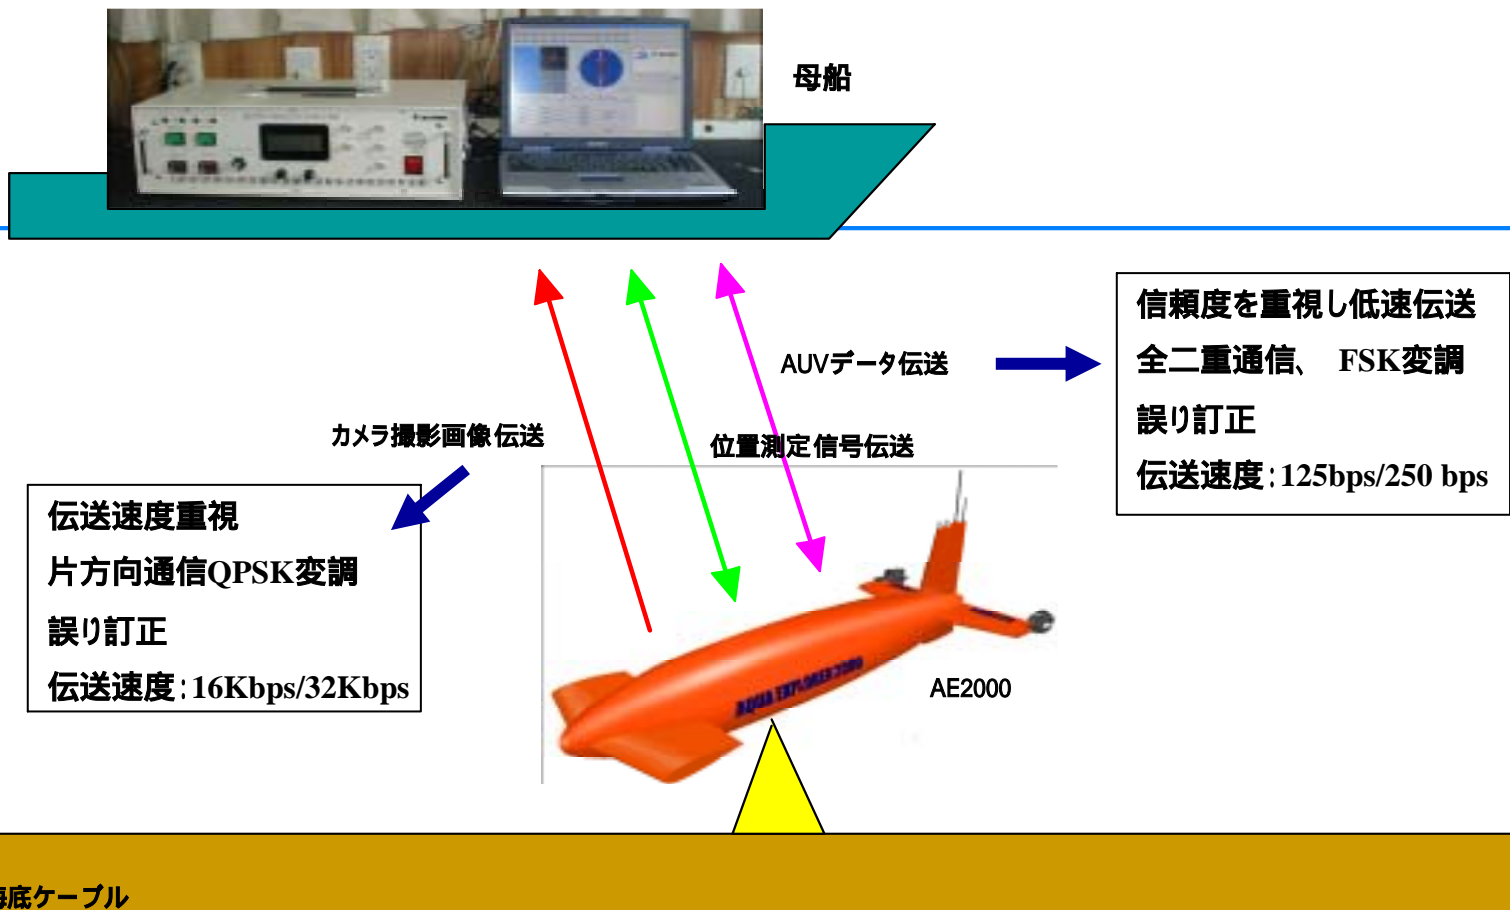 母船
信頼度を重視し低速伝送
全二重通信、 FSK変調
誤り訂正
伝送速度:125bps/250 bps
AUVデータ伝送
カメラ撮影画像伝送
位置測定信号伝送
伝送速度重視
片方向通信QPSK変調
誤り訂正
伝送速度:16Kbps/32Kbps
AQUA EXPLORER 2000
AE2000
海底ケーブル